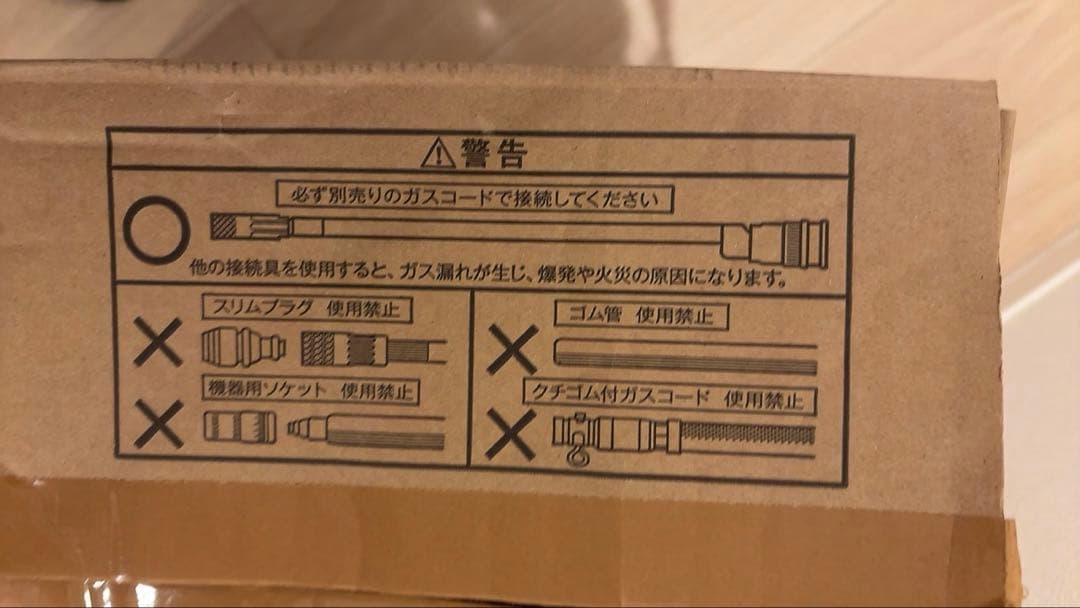 ⚠警告
必ず別売りのガスコードで接続してください
他の接続具を使用すると、ガス漏れが生じ、爆発や火災の原因になります。
スリムプラグ 使用禁止
機器用ソケット 使用禁止
ゴム管 使用禁止
クチゴム付ガスコード 使用禁止